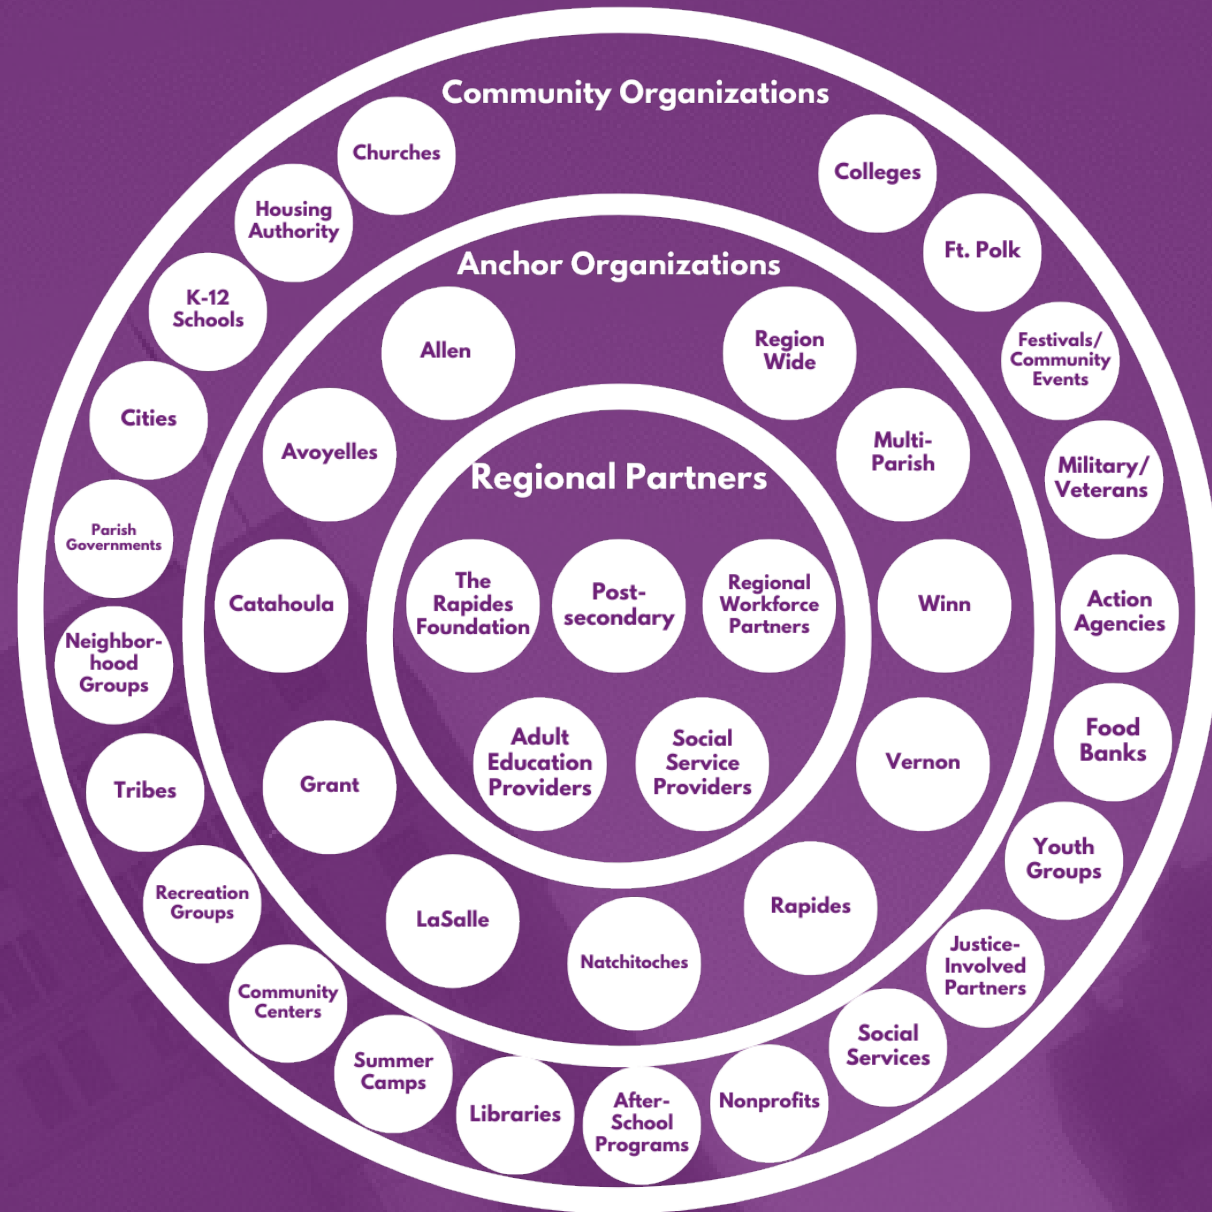 Community Organizations
Churches
Colleges
Housing
Authority
Ft. Polk
K-12
Schools
Festivals/
Community
Events
Cities
Military/
Veterans
Parish
Governments
Action
Agencies
Neighbor-
hood
Groups
Food
Banks
Tribes
Youth
Groups
Recreation
Groups
Justice-
Involved
Partners
Community
Centers
Social
Services
Summer
Camps
Libraries
After-
School
Programs
Nonprofits
Anchor Organizations
Allen
Region
Wide
Avoyelles
Multi-
Parish
Catahoula
Winn
Grant
Vernon
LaSalle
Natchitoches
Rapides
Regional Partners
The
Rapides
Foundation
Post-
secondary
Regional
Workforce
Partners
Adult
Education
Providers
Social
Service
Providers